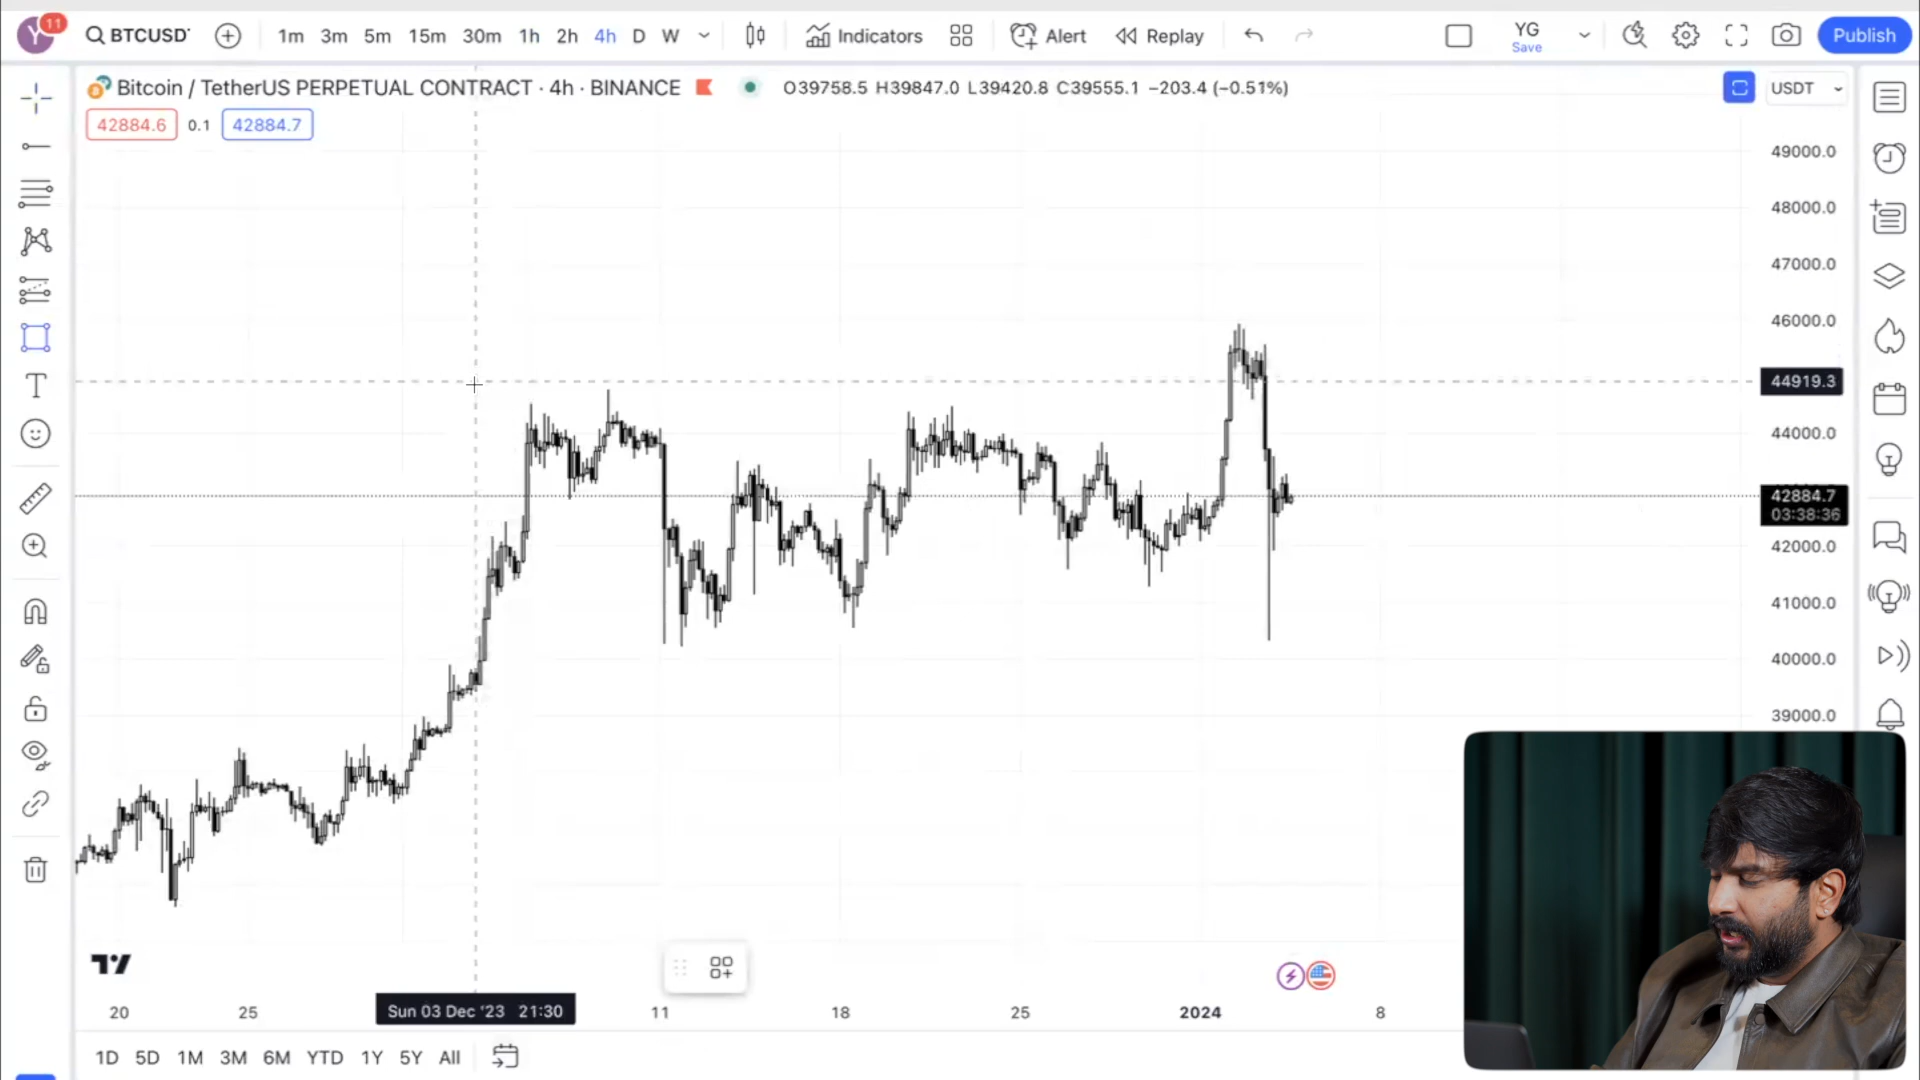 Y 11 BTCUSD 1m 3m 5m 15m 30m 1h 2h 4h D W Indicators Alert Replay YG Save Publish
Bitcoin / TetherUS PERPETUAL CONTRACT · 4h · BINANCE O39758.5 H39847.0 L39420.8 C39555.1 −203.4 (−0.51%) USDT
42884.6 0.1 42884.7
49000.0
48000.0
47000.0
46000.0
44919.3
44000.0
42884.7
03:38:36
42000.0
41000.0
40000.0
39000.0
20 25 Sun 03 Dec '23 21:30 11 18 25 2024 8
1D 5D 1M 3M 6M YTD 1Y 5Y All